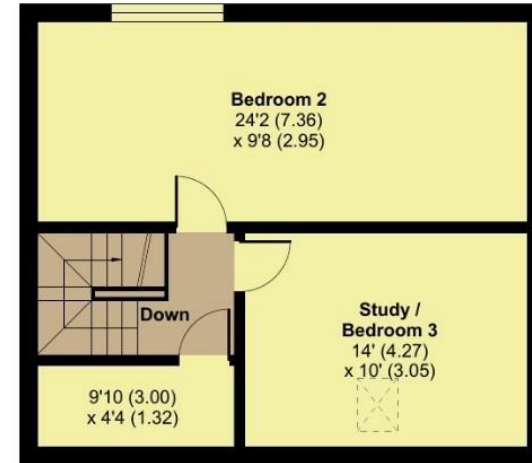 Bedroom 2
24'2 (7.36)
x 9'8 (2.95)
Down
Study /
Bedroom 3
14' (4.27)
x 10' (3.05)
9'10 (3.00)
x 4'4 (1.32)